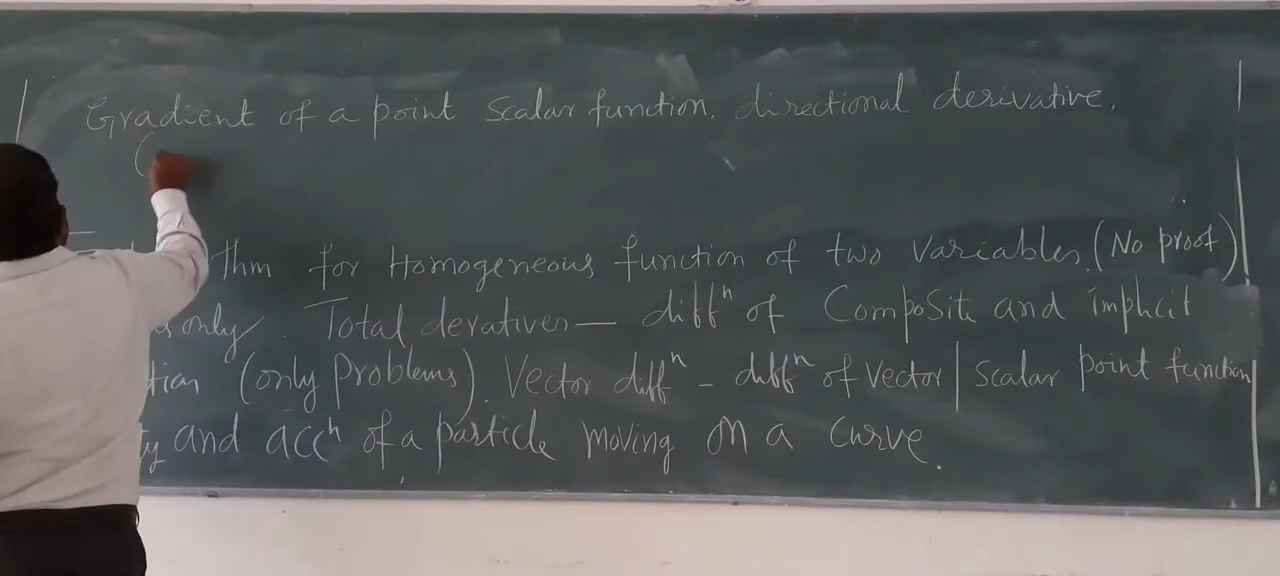 Gradient of a point scalar function, directional derivative.
(
thm for Homogeneous function of two variables. (No proof)
only. Total deratives — diffⁿ of Composite and implicit
tion (only problems). Vector diffⁿ - diffⁿ of vector | scalar point function
ty and accⁿ of a particle moving on a curve.